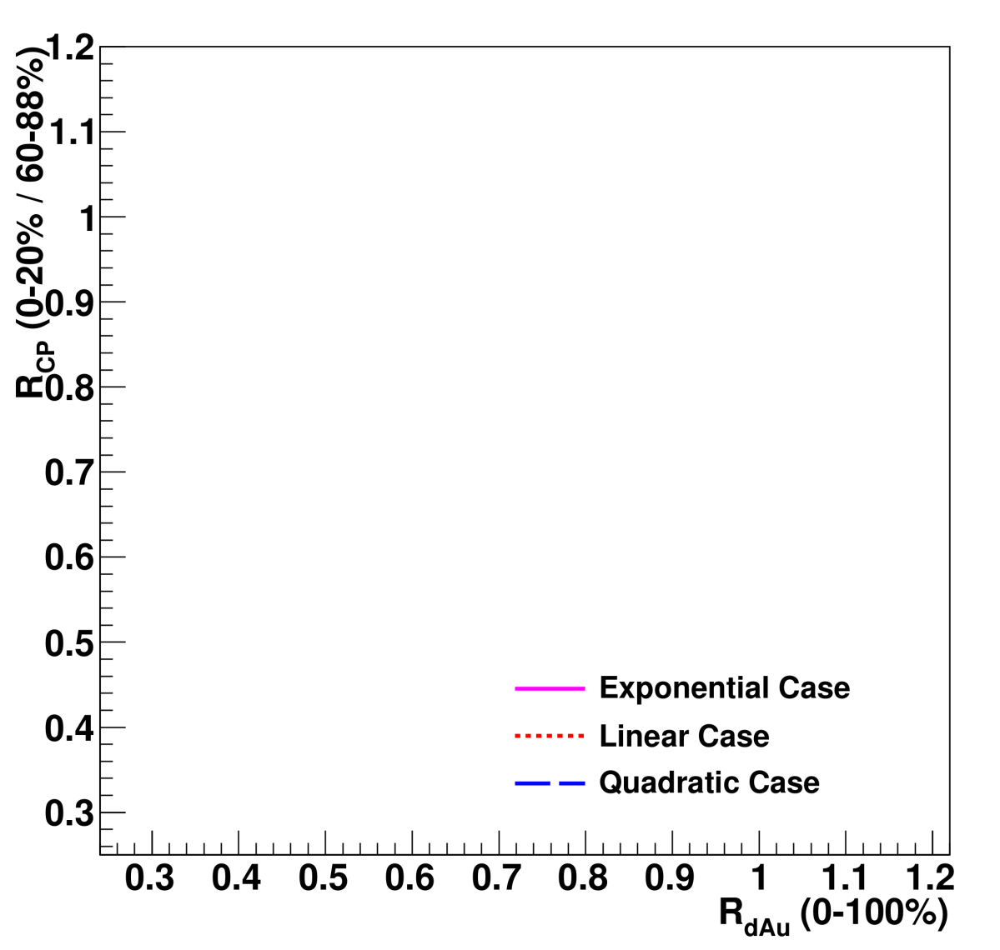 R_CP (0-20% / 60-88%)
1.2
1.1
1
0.9
0.8
0.7
0.6
0.5
0.4
0.3
Exponential Case
Linear Case
Quadratic Case
0.3 0.4 0.5 0.6 0.7 0.8 0.9 1 1.1 1.2
R_dAu (0-100%)